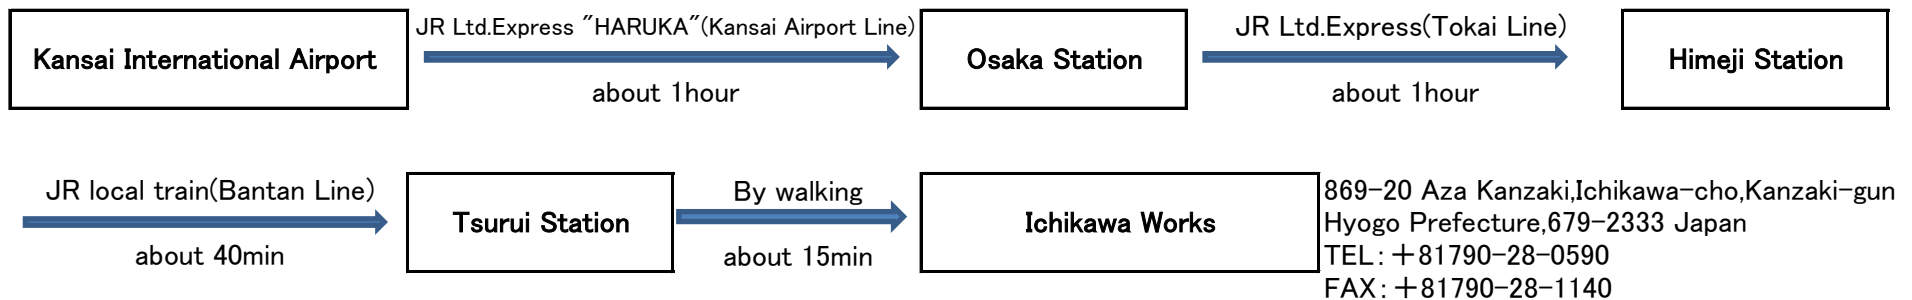 JR Ltd.Express "HARUKA"(Kansai Airport Line)
JR Ltd.Express(Tokai Line)
Kansai International Airport
Osaka Station
Himeji Station
about 1hour
about 1hour
JR local train(Bantan Line)
By walking
Tsurui Station
Ichikawa Works
about 40min
about 15min
869-20 Aza Kanzaki,Ichikawa-cho,Kanzaki-gun
Hyogo Prefecture,679-2333 Japan
TEL:+81790-28-0590
FAX:+81790-28-1140